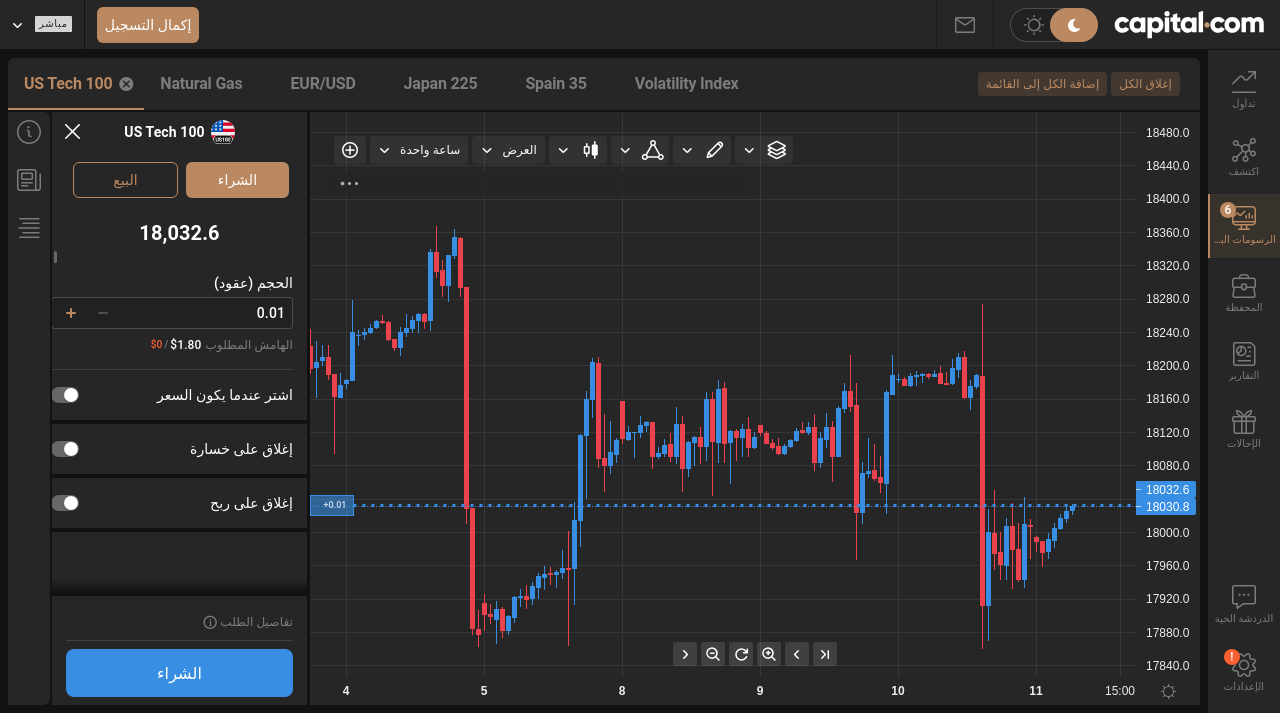 capital.com
إكمال التسجيل
مباشر
تداول
اكتشف
6
الرسومات البـ...
المحفظة
التقارير
الإحالات
الدردشة الحية
!
الإعدادات
US Tech 100
Natural Gas
EUR/USD
Japan 225
Spain 35
Volatility Index
إضافة الكل إلى القائمة
إغلاق الكل
US Tech 100
US100
الشراء
البيع
18,032.6
الحجم (عقود)
0.01
+
−
الهامش المطلوب $1.80 / $0
اشتر عندما يكون السعر
إغلاق على خسارة
إغلاق على ربح
تفاصيل الطلب
الشراء
ساعة واحدة
العرض
18480.0
18440.0
18400.0
18360.0
18320.0
18280.0
18240.0
18200.0
18160.0
18120.0
18080.0
18032.6
18030.8
18000.0
17960.0
17920.0
17880.0
17840.0
+0.01
4
5
8
9
10
11
15:00